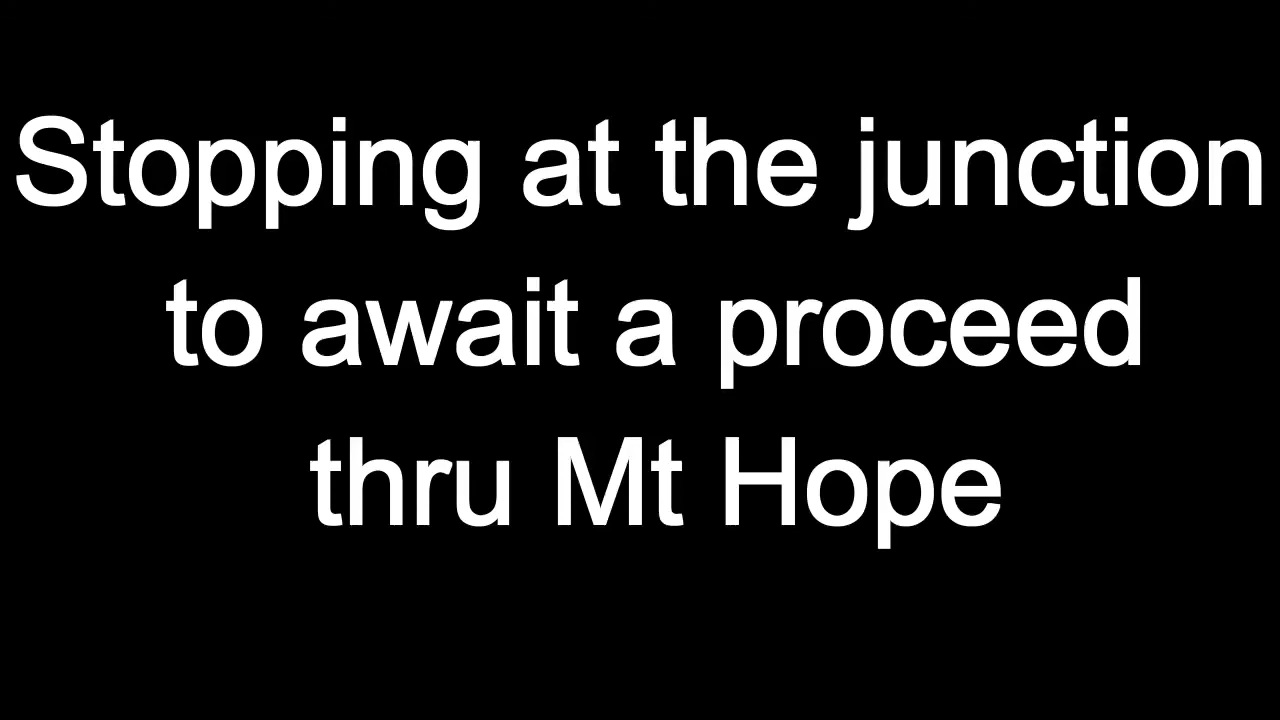 Stopping at the junction
to await a proceed
thru Mt Hope